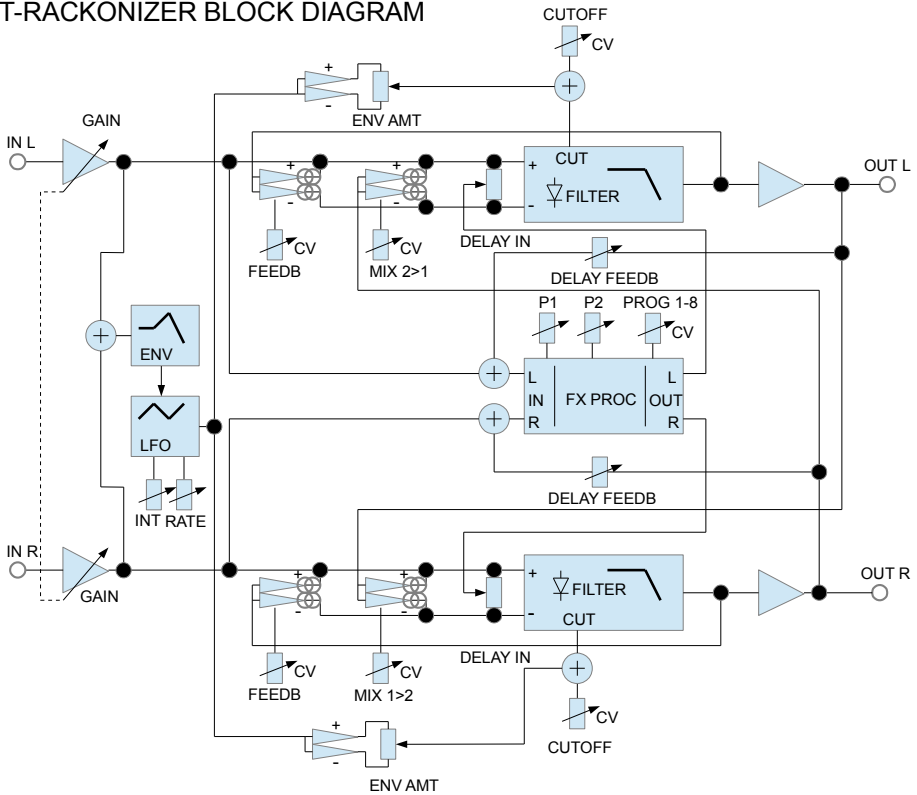 T-RACKONIZER BLOCK DIAGRAM
CUTOFF
CV
+
+
-
ENV AMT
GAIN
IN L
OUT L
+
-
CV
FEEDB
+
-
CV
MIX 2>1
DELAY IN
+
-
CUT
FILTER
DELAY FEEDB
P1
P2
PROG 1-8
CV
+
ENV
LFO
INT
RATE
+
+
L
IN
R
FX PROC
L
OUT
R
DELAY FEEDB
IN R
GAIN
OUT R
+
-
CV
FEEDB
+
-
CV
MIX 1>2
DELAY IN
+
-
FILTER
CUT
+
CV
CUTOFF
+
-
ENV AMT